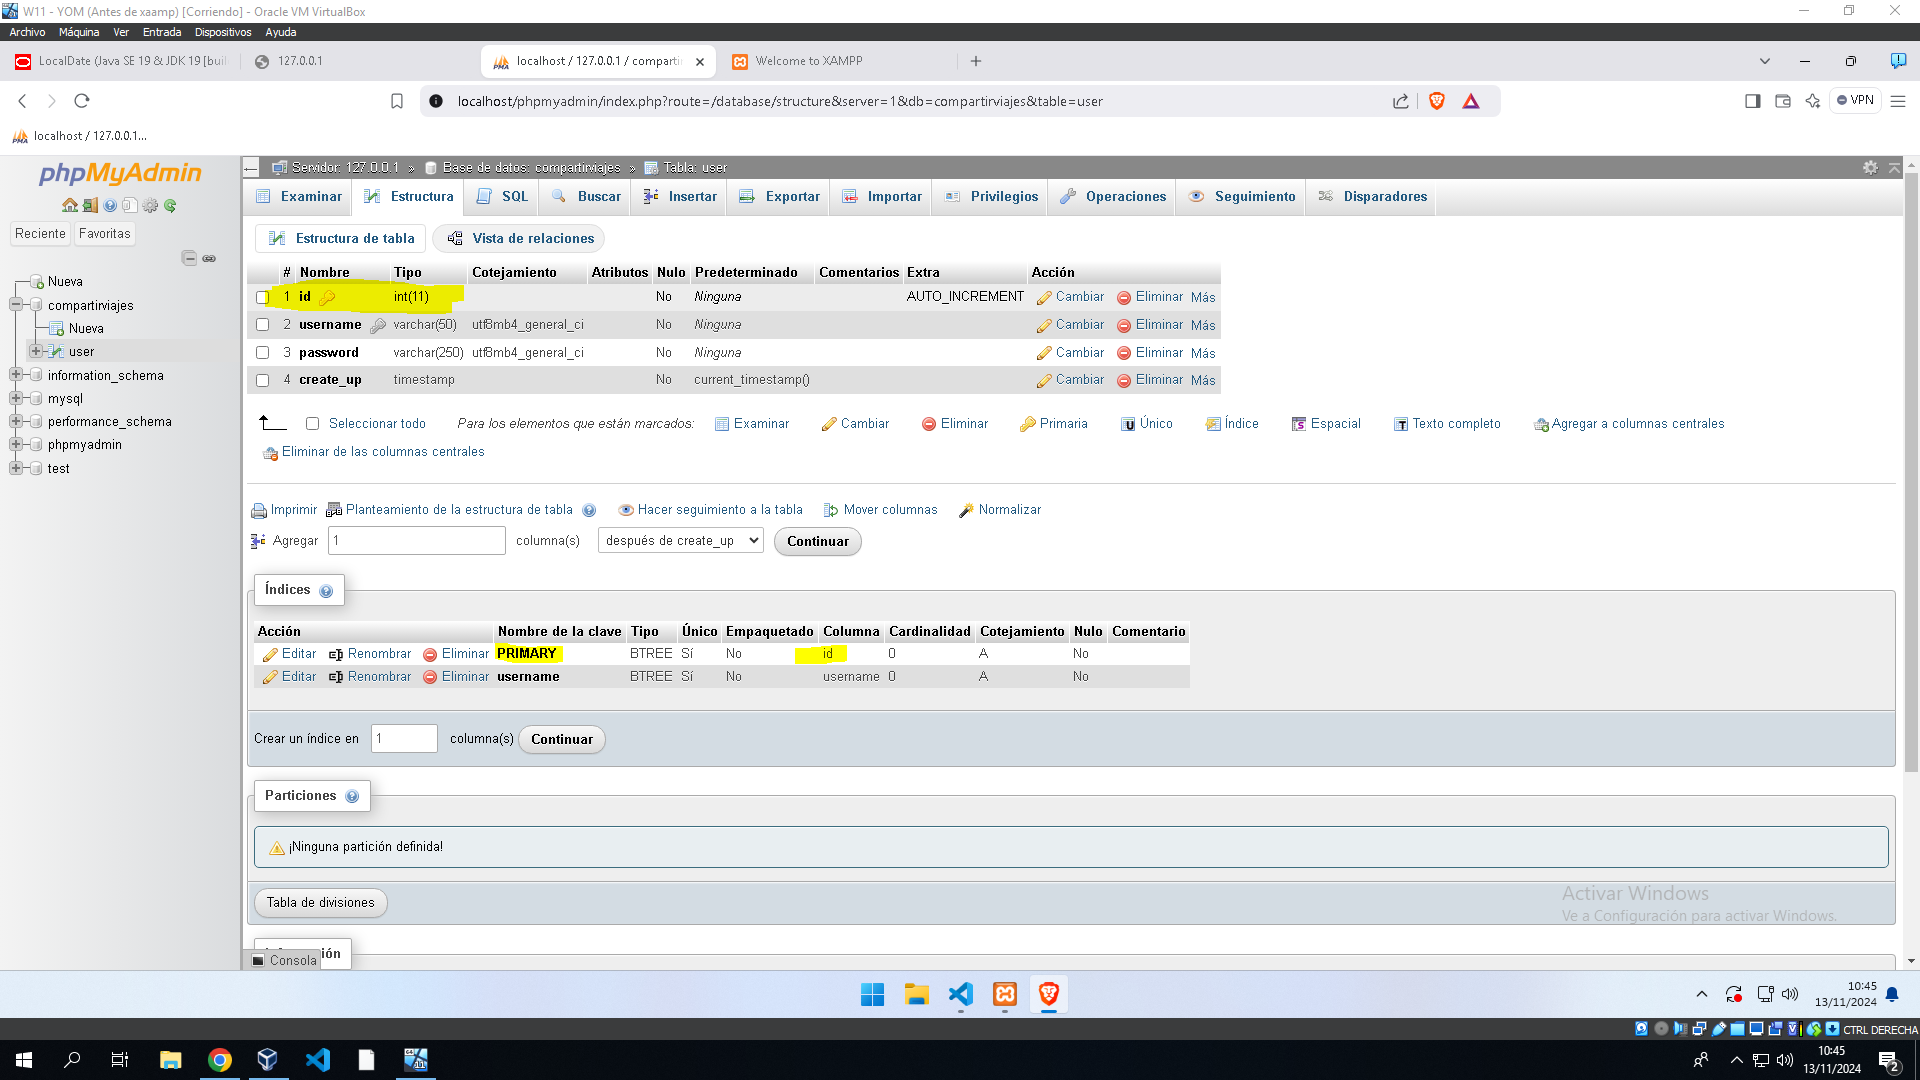 W11 - YOM (Antes de xaamp) [Corriendo] - Oracle VM VirtualBox
Archivo Máquina Ver Entrada Dispositivos Ayuda
LocalDate (Java SE 19 & JDK 19 [buil 127.0.0.1 localhost / 127.0.0.1 / comparti Welcome to XAMPP
localhost/phpmyadmin/index.php?route=/database/structure&server=1&db=compartirviajes&table=user VPN
localhost / 127.0.0.1...
phpMyAdmin
Reciente Favoritas
Nueva
compartirviajes
Nueva
user
information_schema
mysql
performance_schema
phpmyadmin
test
Servidor: 127.0.0.1 » Base de datos: compartirviajes » Tabla: user
Examinar Estructura SQL Buscar Insertar Exportar Importar Privilegios Operaciones Seguimiento Disparadores
Estructura de tabla Vista de relaciones
# Nombre Tipo Cotejamiento Atributos Nulo Predeterminado Comentarios Extra Acción
1 id int(11) No Ninguna AUTO_INCREMENT Cambiar Eliminar Más
2 username varchar(50) utf8mb4_general_ci No Ninguna Cambiar Eliminar Más
3 password varchar(250) utf8mb4_general_ci No Ninguna Cambiar Eliminar Más
4 create_up timestamp No current_timestamp() Cambiar Eliminar Más
Seleccionar todo Para los elementos que están marcados: Examinar Cambiar Eliminar Primaria Único Índice Espacial Texto completo Agregar a columnas centrales
Eliminar de las columnas centrales
Imprimir Planteamiento de la estructura de tabla Hacer seguimiento a la tabla Mover columnas Normalizar
Agregar 1 columna(s) después de create_up Continuar
Índices
Acción Nombre de la clave Tipo Único Empaquetado Columna Cardinalidad Cotejamiento Nulo Comentario
Editar Renombrar Eliminar PRIMARY BTREE Sí No id 0 A No
Editar Renombrar Eliminar username BTREE Sí No username 0 A No
Crear un índice en 1 columna(s) Continuar
Particiones
¡Ninguna partición definida!
Tabla de divisiones
Activar Windows
Ve a Configuración para activar Windows.
ión
Consola
10:45
13/11/2024
CTRL DERECHA
10:45
13/11/2024
2